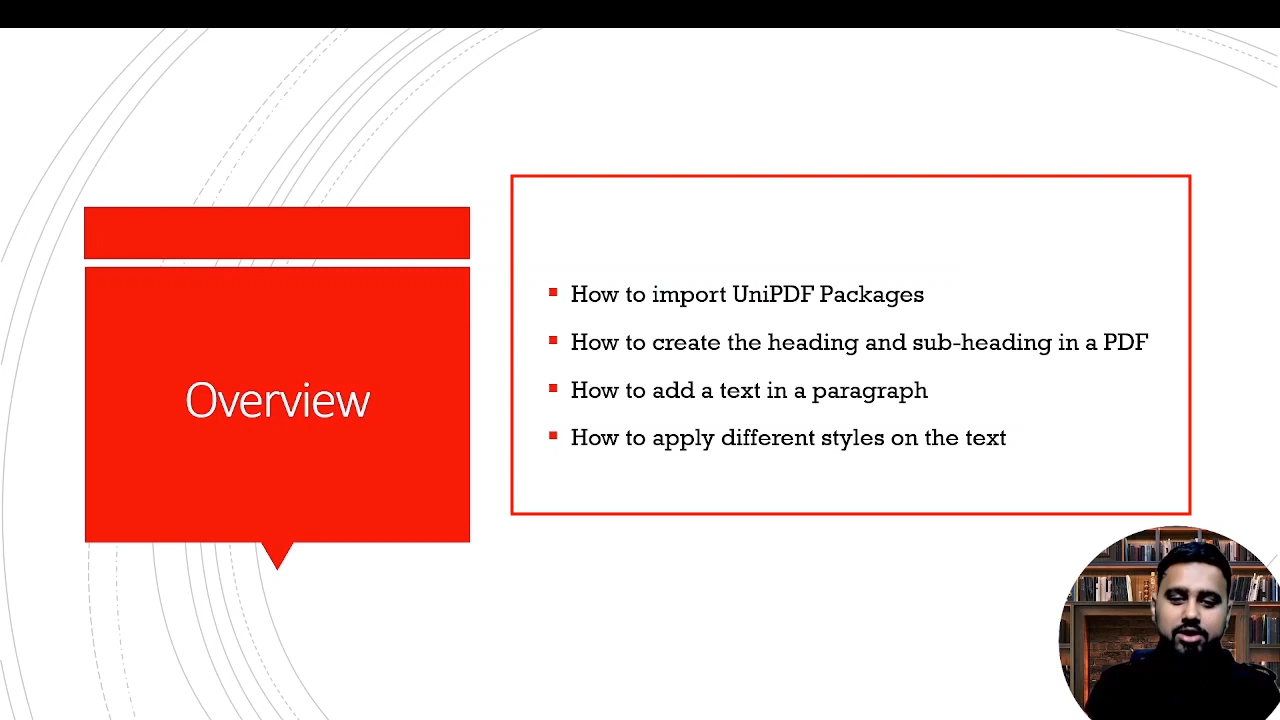 Overview
How to import UniPDF Packages
How to create the heading and sub-heading in a PDF
How to add a text in a paragraph
How to apply different styles on the text